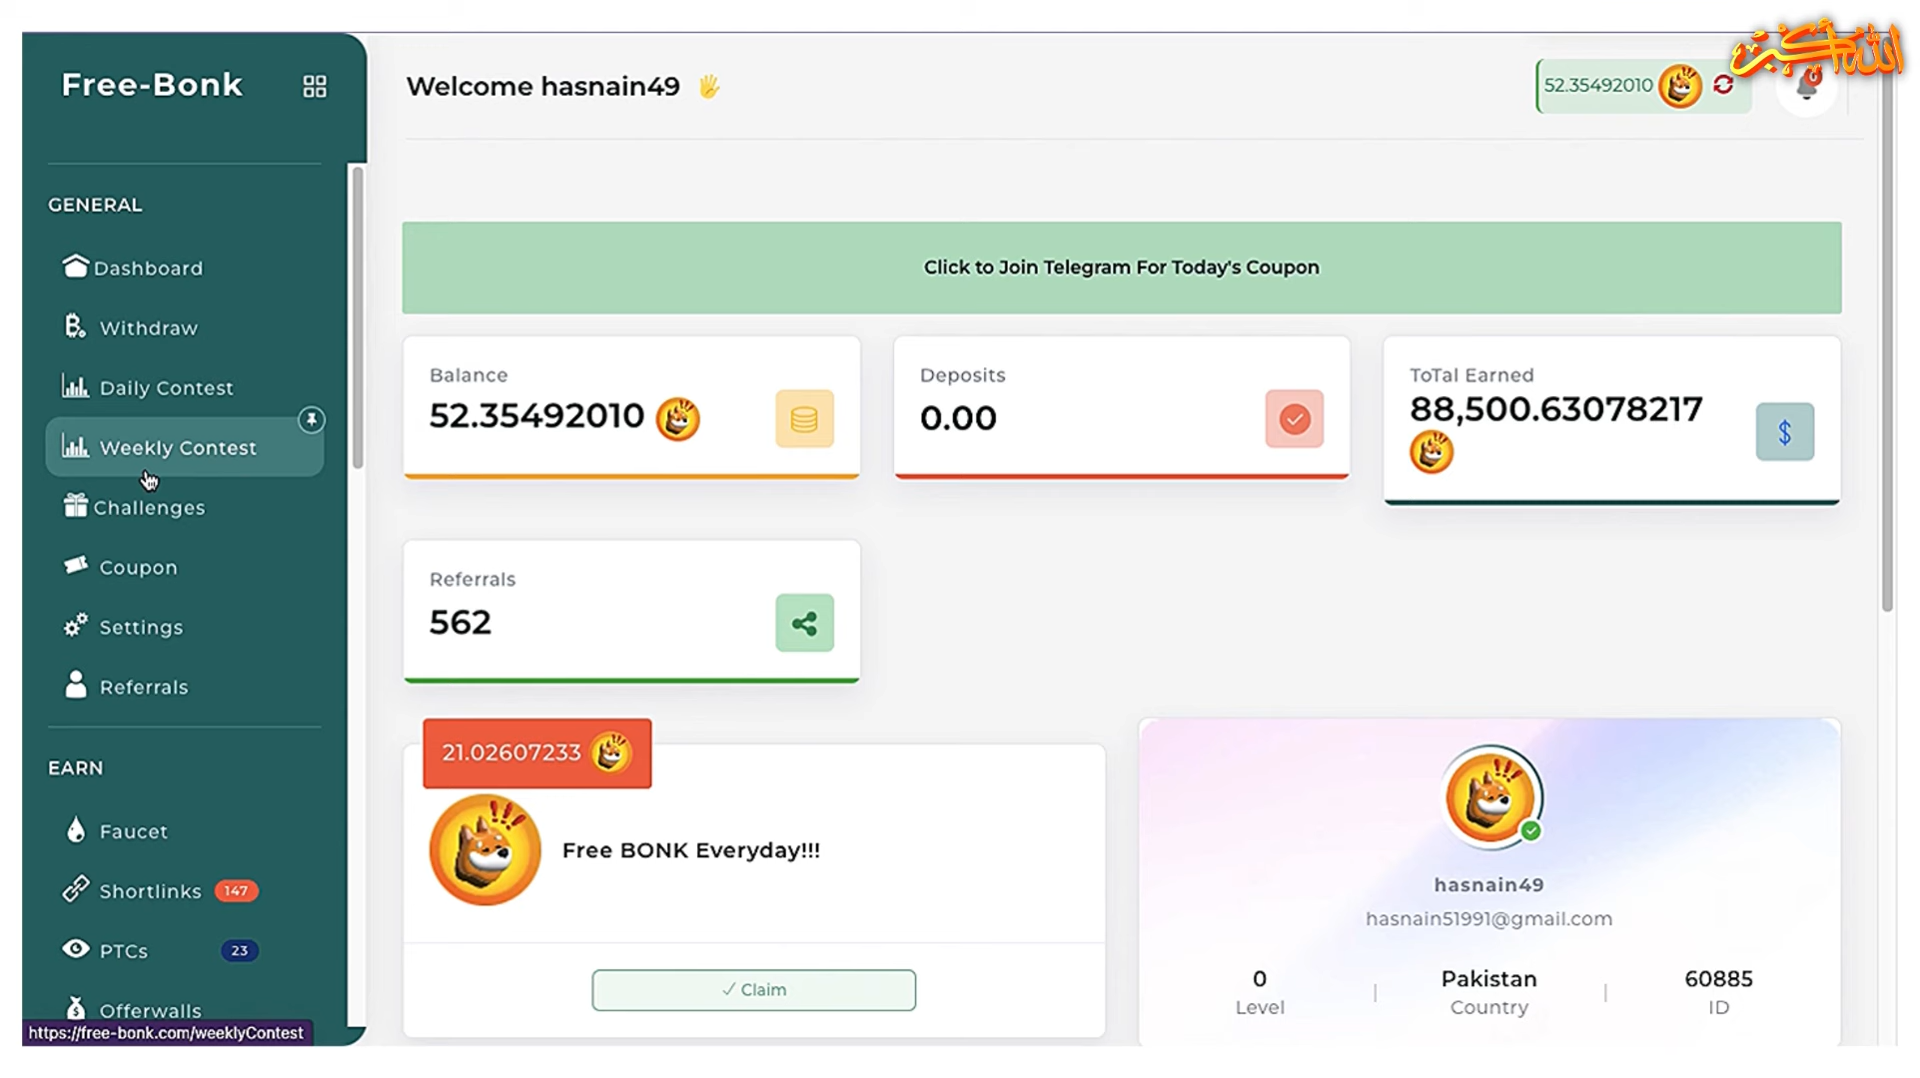 الله أكبر
Free-Bonk
Welcome hasnain49
52.35492010
0
GENERAL
Dashboard
Withdraw
Daily Contest
Weekly Contest
Challenges
Coupon
Settings
Referrals
EARN
Faucet
Shortlinks 147
PTCs 23
Offerwalls
https://free-bonk.com/weeklyContest
Click to Join Telegram For Today's Coupon
Balance
52.35492010
Deposits
0.00
ToTal Earned
88,500.63078217
Referrals
562
21.02607233
Free BONK Everyday!!!
✓ Claim
hasnain49
hasnain51991@gmail.com
0 | Pakistan | 60885
Level Country ID